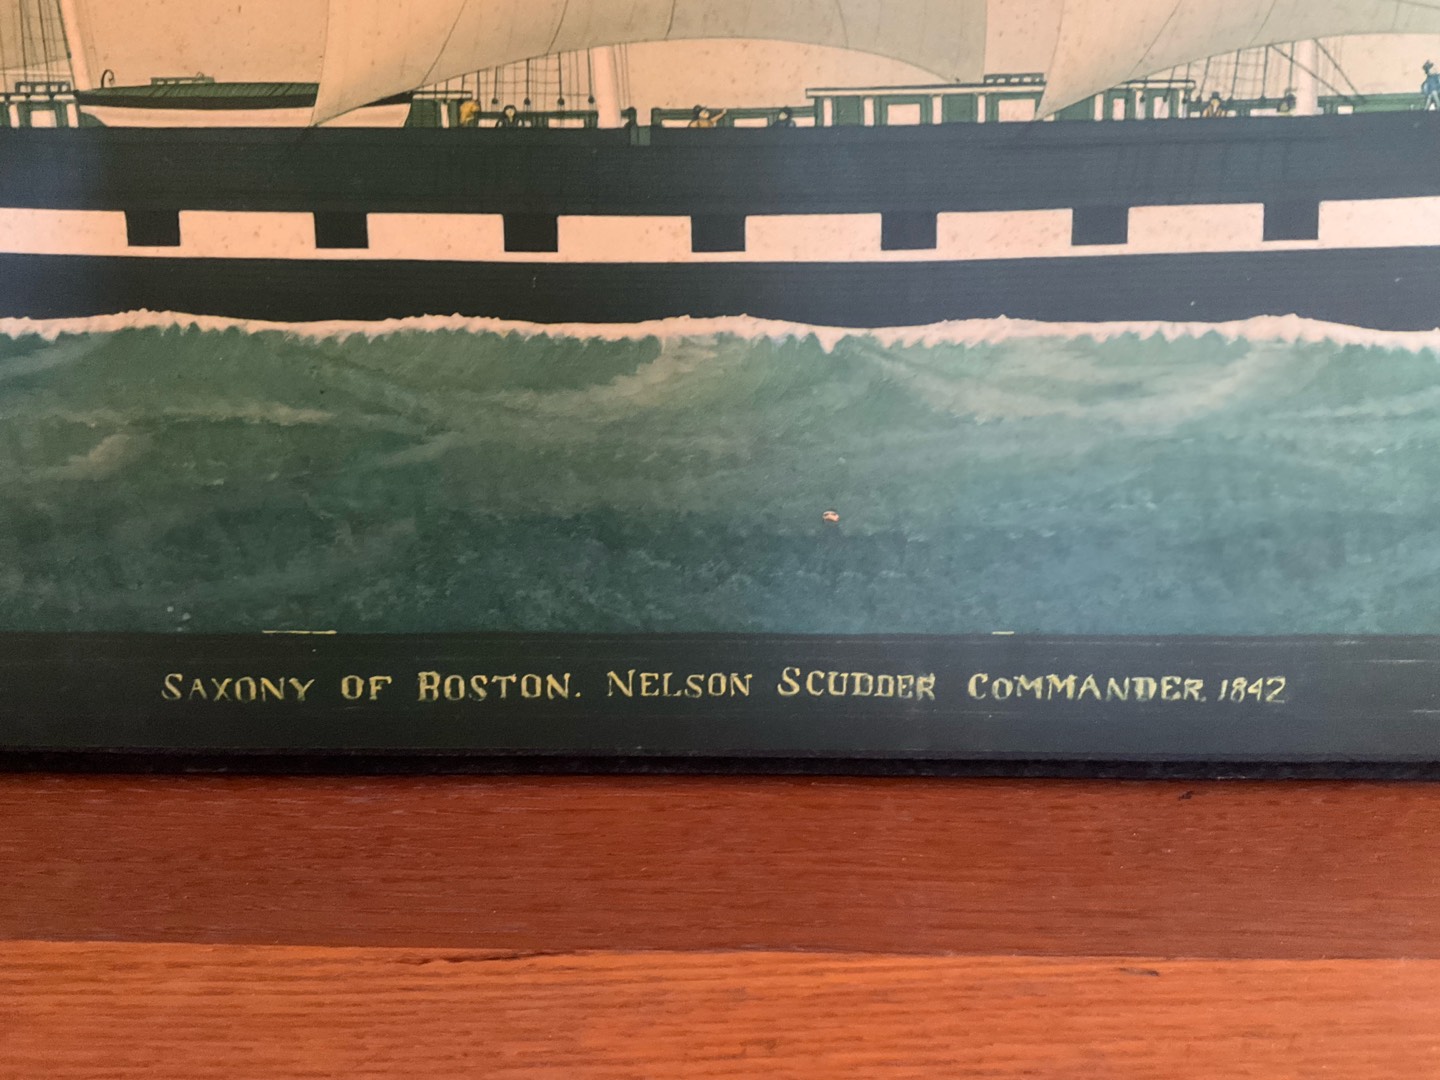 SAXONY OF BOSTON. NELSON SCUDDER COMMANDER. 1842